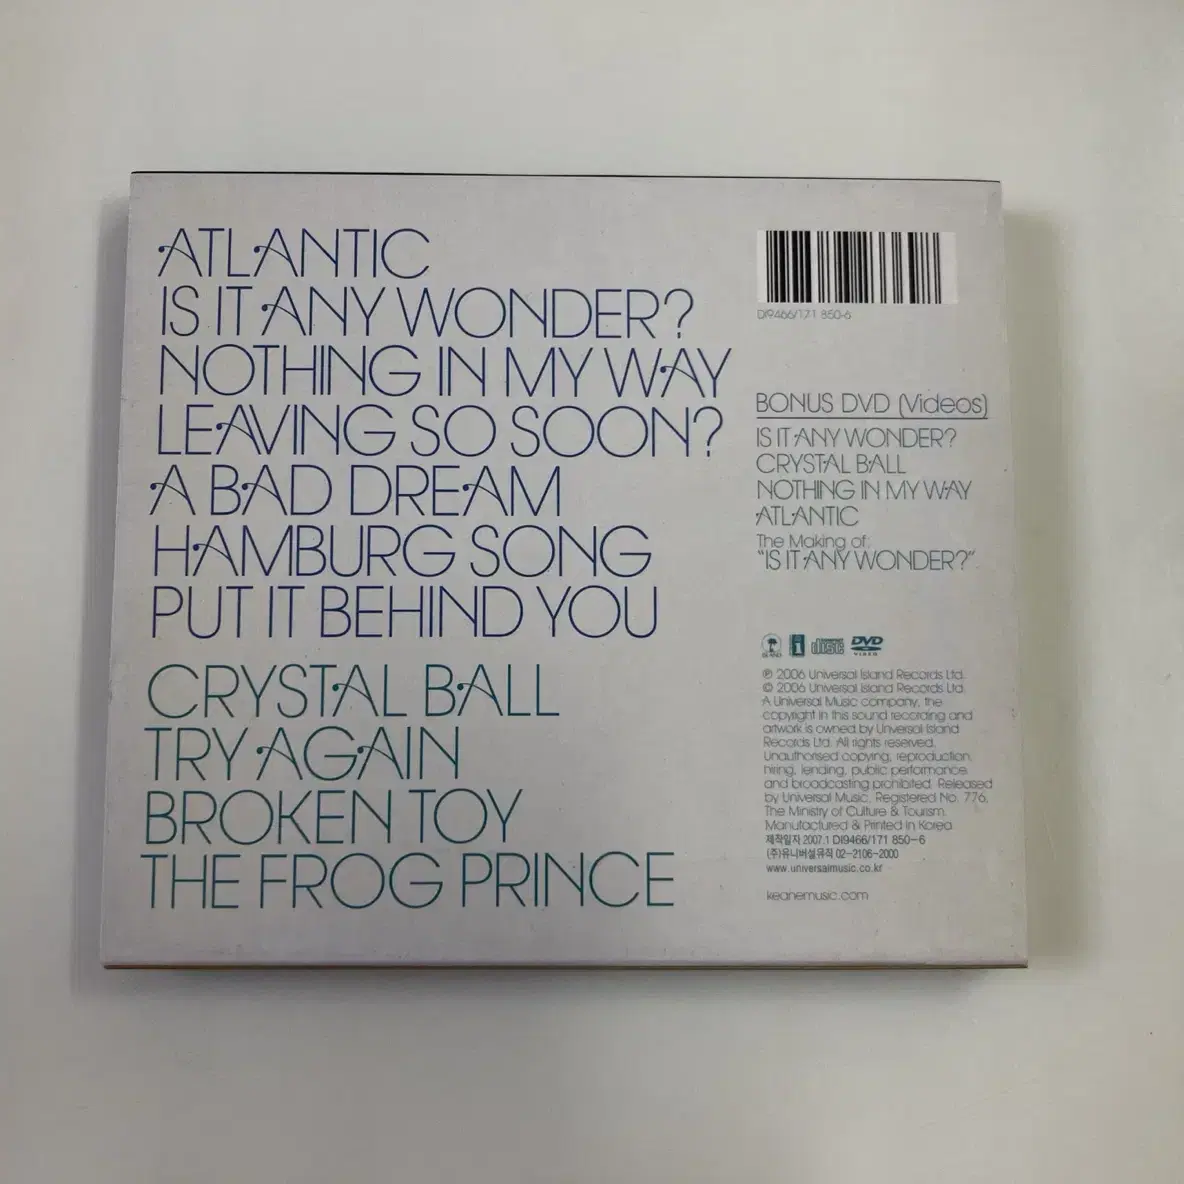 ATLANTIC
IS IT ANY WONDER?
NOTHING IN MY WAY
LEAVING SO SOON?
A BAD DREAM
HAMBURG SONG
PUT IT BEHIND YOU
CRYSTAL BALL
TRY AGAIN
BROKEN TOY
THE FROG PRINCE
DI9466/171 850-6
BONUS DVD (Videos)
IS IT ANY WONDER?
CRYSTAL BALL
NOTHING IN MY WAY
ATLANTIC
The Making of:
"IS IT ANY WONDER?"
ISLAND
disc
DVD
VIDEO
℗ 2006 Universal Island Records Ltd.
© 2006 Universal Island Records Ltd.
A Universal Music company, the
copyright in this sound recording and
artwork is owned by Universal Island
Records Ltd. All rights reserved.
Unauthorised copying, reproduction,
hiring, lending, public performance
and broadcasting prohibited. Released
by Universal Music. Registered No. 776,
The Ministry of Culture & Tourism.
Manufactured & Printed in Korea
제작일자 2007.1 DI9466/171 850-6
(주)유니버설뮤직 02-2106-2000
www.universalmusic.co.kr
keanemusic.com